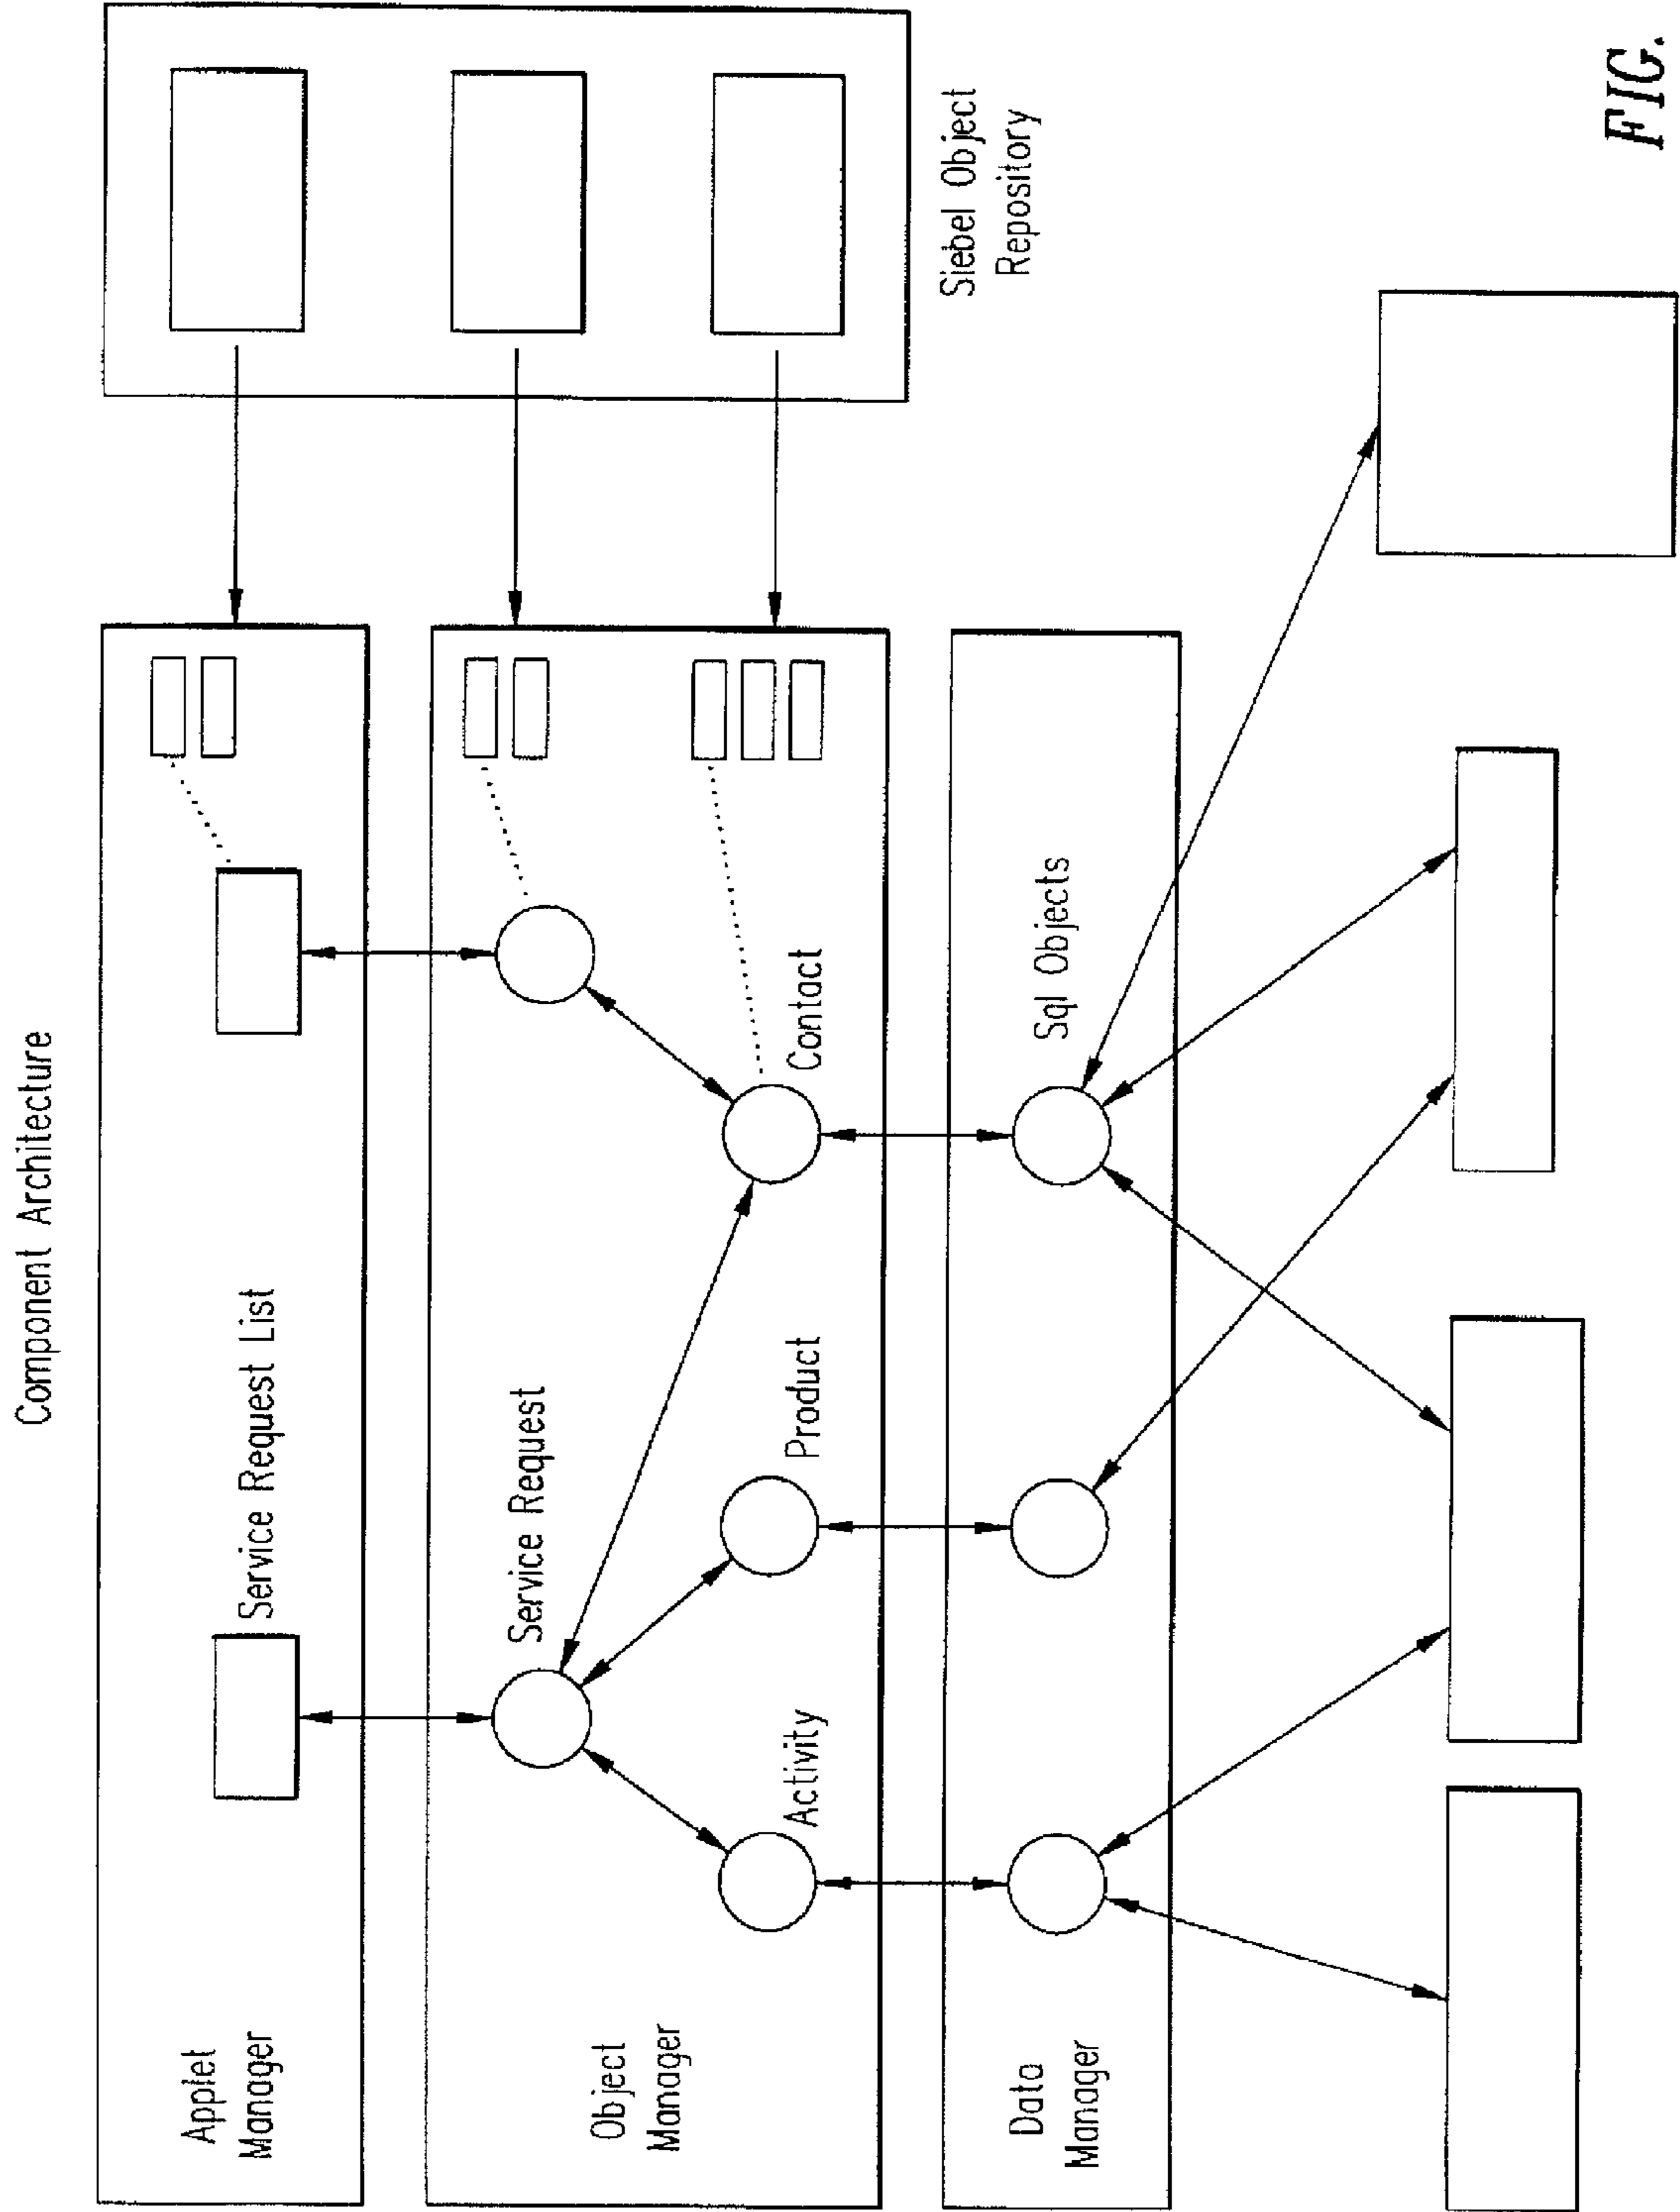 Component Architecture
Applet
Manager
Service Request List
Object
Manager
Service Request
Activity
Product
Contact
Data
Manager
Sql Objects
Siebel Object
Repository
FIG.